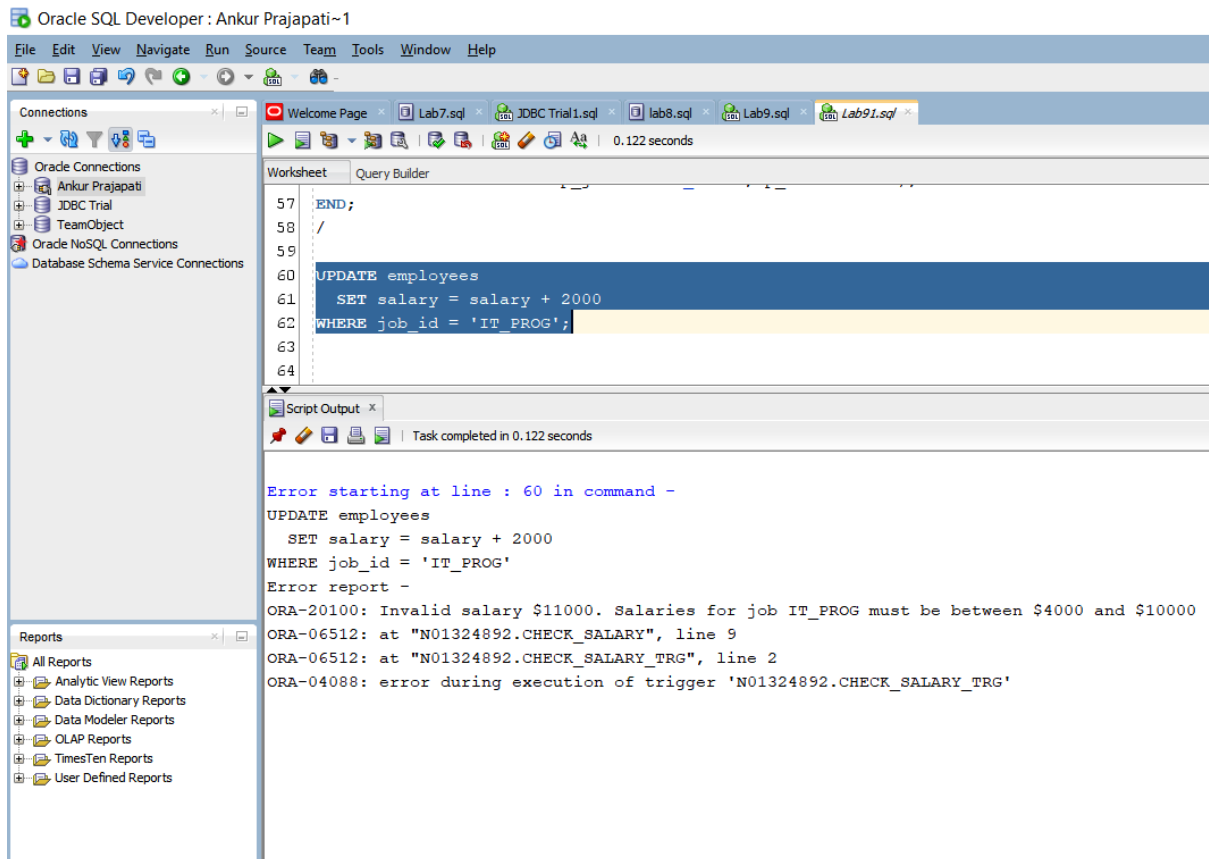 Oracle SQL Developer : Ankur Prajapati~1
File Edit View Navigate Run Source Team Tools Window Help
Connections
Oracle Connections
Ankur Prajapati
JDBC Trial
TeamObject
Oracle NoSQL Connections
Database Schema Service Connections
Reports
All Reports
Analytic View Reports
Data Dictionary Reports
Data Modeler Reports
OLAP Reports
TimesTen Reports
User Defined Reports
Welcome Page Lab7.sql JDBC Trial1.sql lab8.sql Lab9.sql Lab91.sql
0.122 seconds
Worksheet Query Builder
57 END;
58 /
59
60 UPDATE employees
61 SET salary = salary + 2000
62 WHERE job_id = 'IT_PROG';
63
64
Script Output x
Task completed in 0.122 seconds
Error starting at line : 60 in command -
UPDATE employees
SET salary = salary + 2000
WHERE job_id = 'IT_PROG'
Error report -
ORA-20100: Invalid salary $11000. Salaries for job IT_PROG must be between $4000 and $10000
ORA-06512: at "N01324892.CHECK_SALARY", line 9
ORA-06512: at "N01324892.CHECK_SALARY_TRG", line 2
ORA-04088: error during execution of trigger 'N01324892.CHECK_SALARY_TRG'